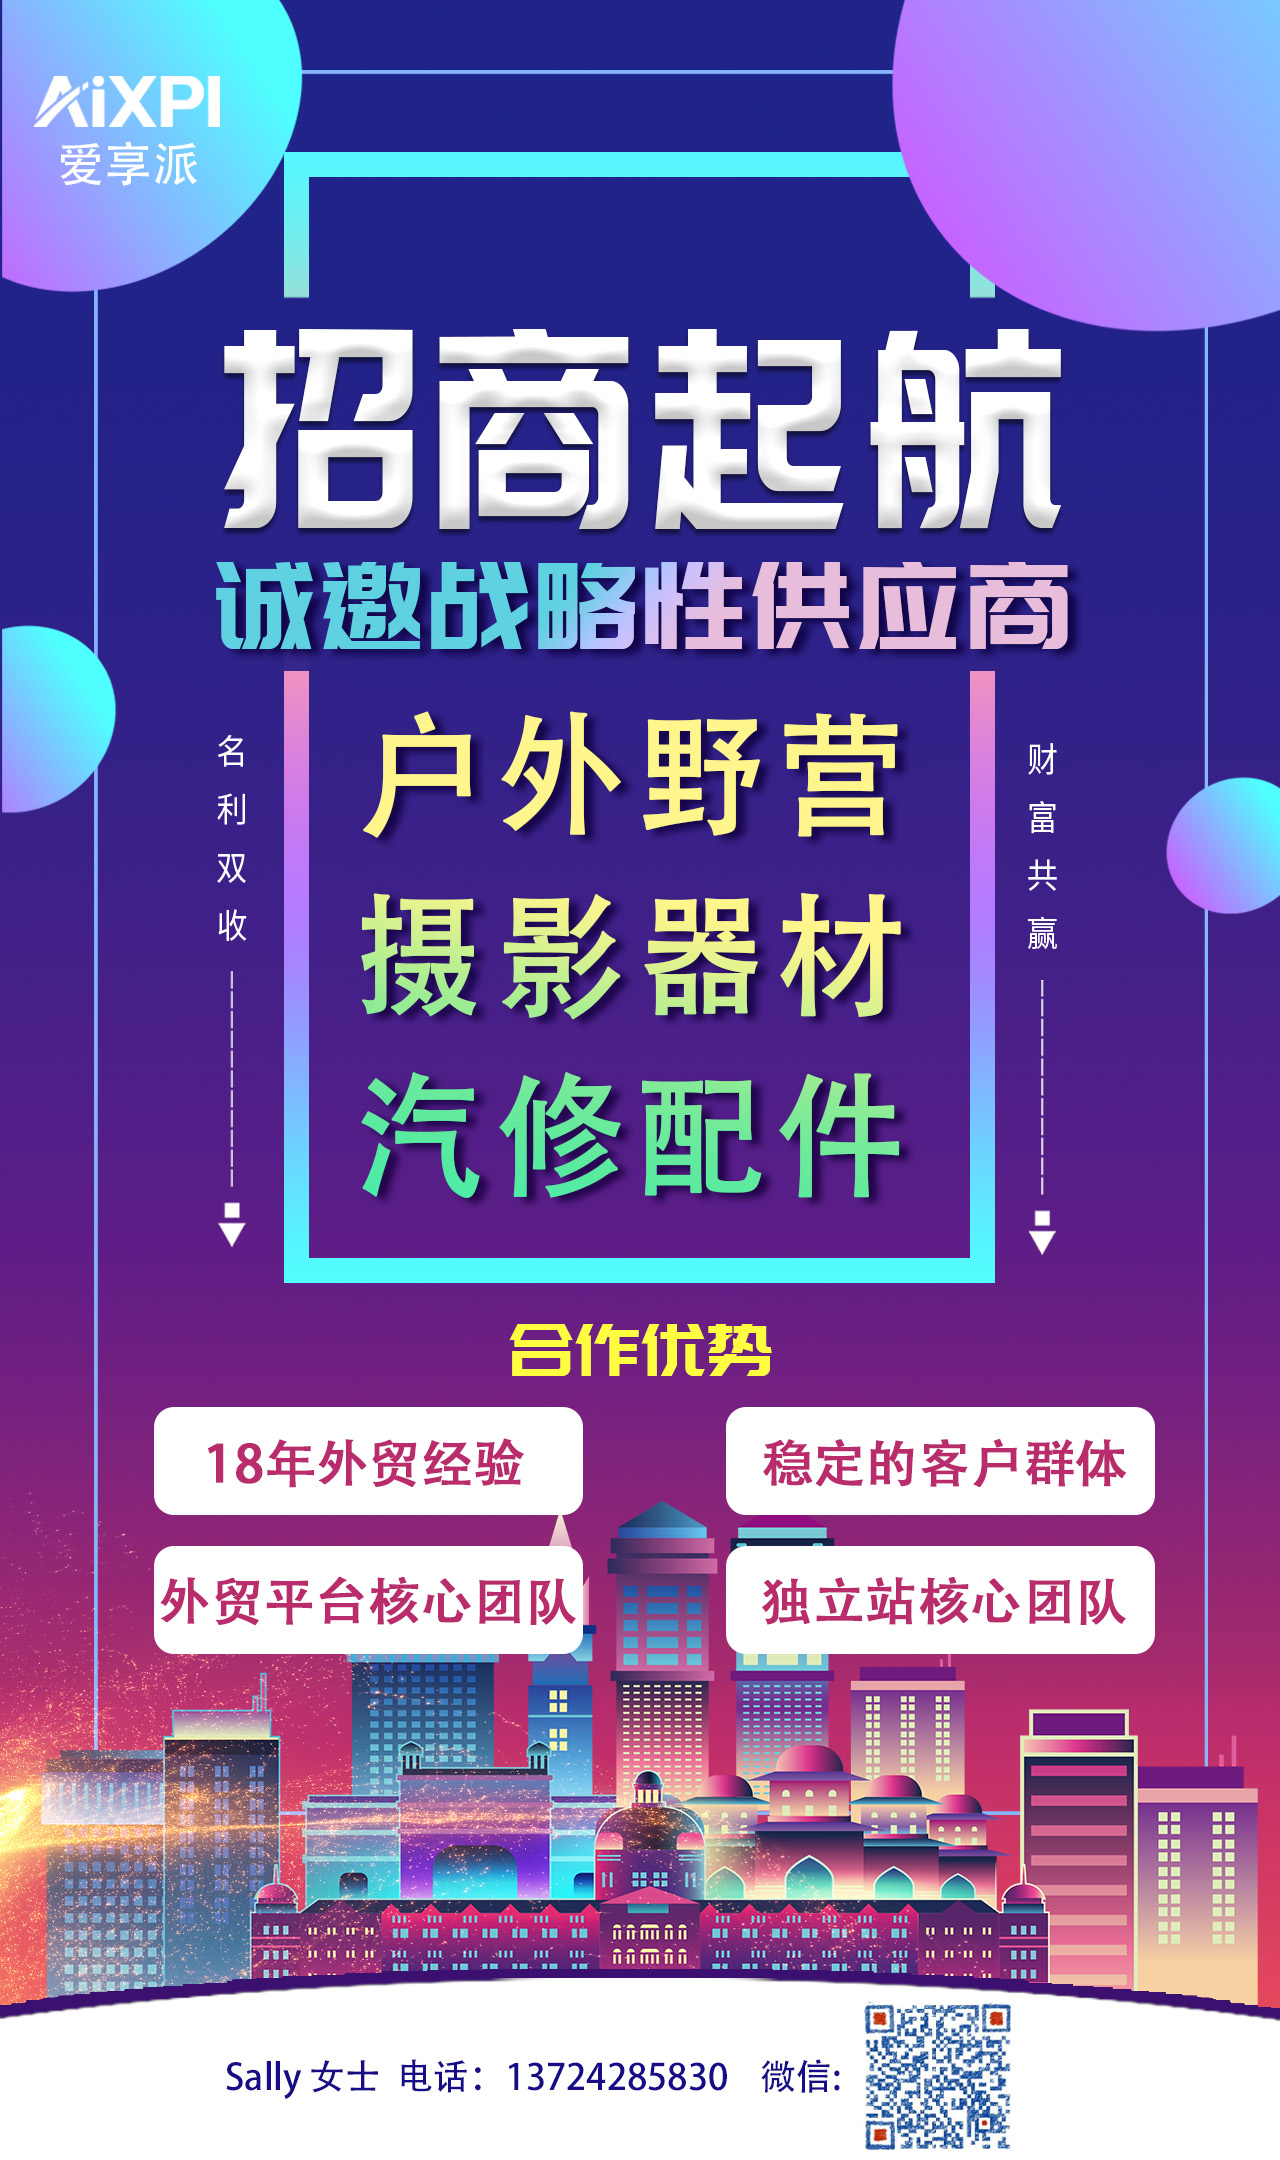 AiXPI
爱享派
招商起航
诚邀战略性供应商
户外野营
摄影器材
汽修配件
名利双收
财富共赢
合作优势
18年外贸经验
稳定的客户群体
外贸平台核心团队
独立站核心团队
Sally 女士 电话：13724285830 微信: